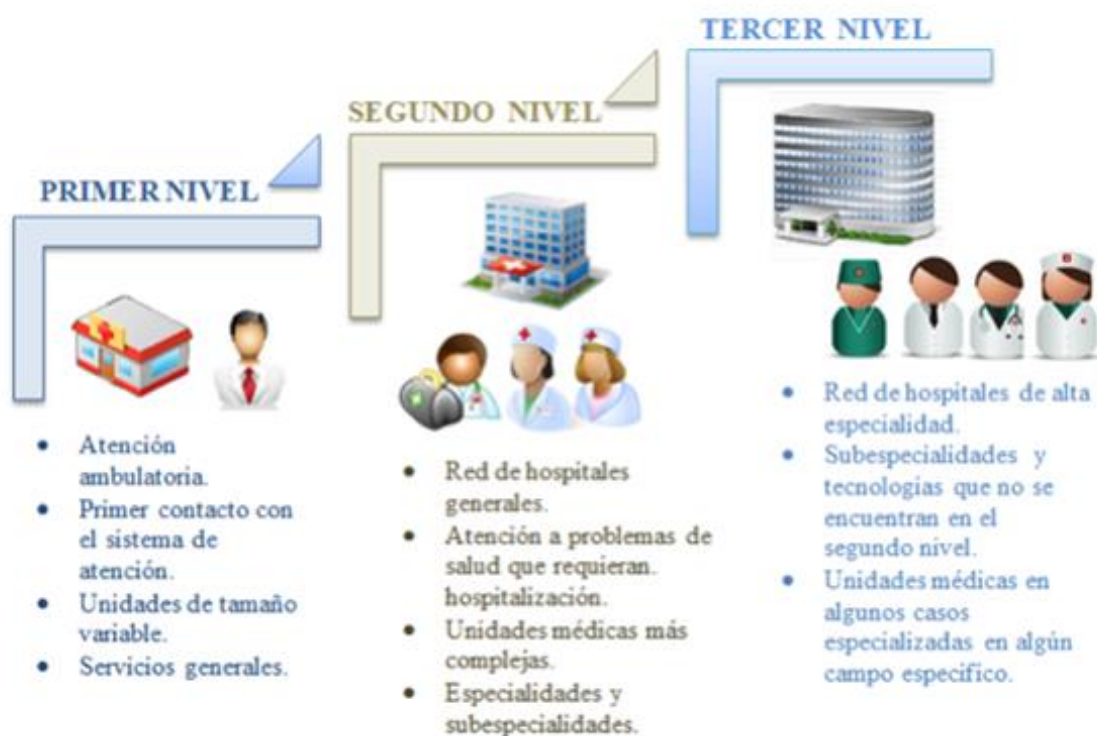 PRIMER NIVEL
• Atención
ambulatoria.
• Primer contacto con
el sistema de
atención.
• Unidades de tamaño
variable.
• Servicios generales.
SEGUNDO NIVEL
• Red de hospitales
generales.
• Atención a problemas de
salud que requieran.
hospitalización.
• Unidades médicas más
complejas.
• Especialidades y
subespecialidades.
TERCER NIVEL
• Red de hospitales de alta
especialidad.
• Subespecialidades y
tecnologías que no se
encuentran en el
segundo nivel.
• Unidades médicas en
algunos casos
especializadas en algún
campo específico.